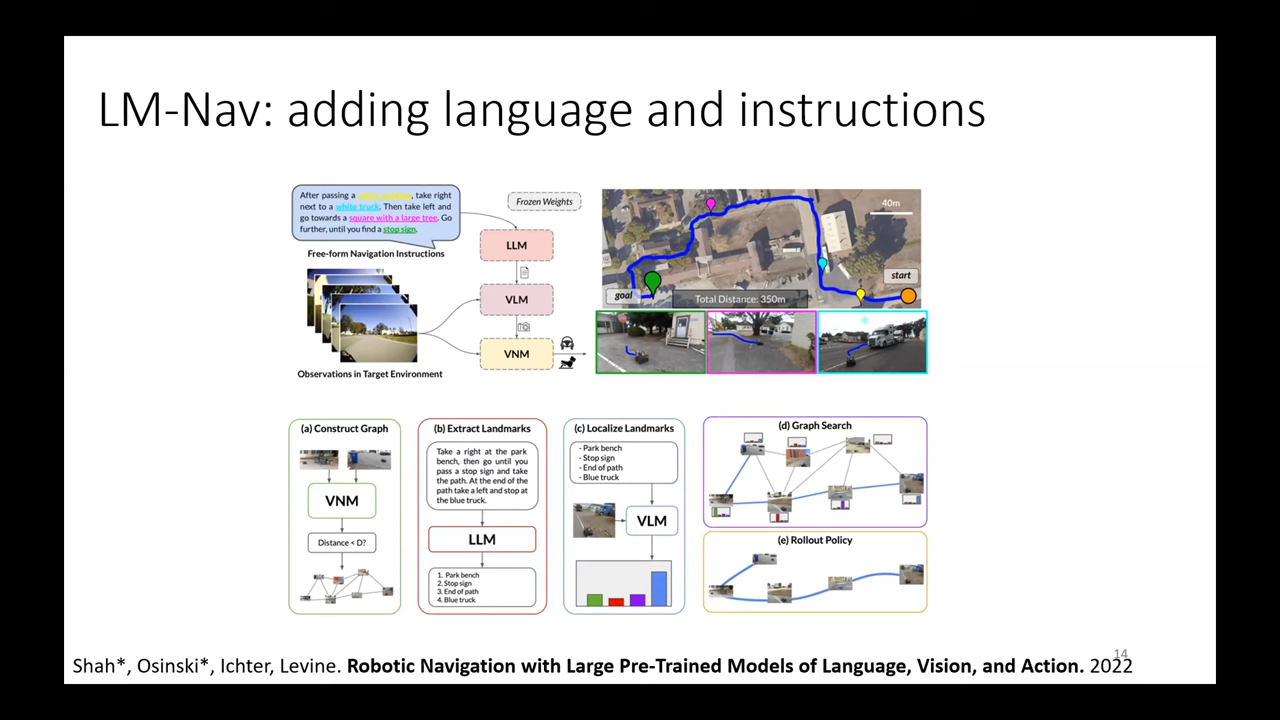 LM-Nav: adding language and instructions
After passing a white building, take right
next to a white truck. Then take left and
go towards a square with a large tree. Go
further, until you find a stop sign.
Free-form Navigation Instructions
Observations in Target Environment
Frozen Weights
LLM
VLM
VNM
40m
start
goal
Total Distance: 350m
(a) Construct Graph
VNM
Distance < D?
(b) Extract Landmarks
Take a right at the park
bench, then go until you
pass a stop sign and take
the path. At the end of the
path take a left and stop at
the blue truck.
LLM
1. Park bench
2. Stop sign
3. End of path
4. Blue truck
(c) Localize Landmarks
- Park bench
- Stop sign
- End of path
- Blue truck
VLM
(d) Graph Search
(e) Rollout Policy
14
Shah*, Osinski*, Ichter, Levine. Robotic Navigation with Large Pre-Trained Models of Language, Vision, and Action. 2022